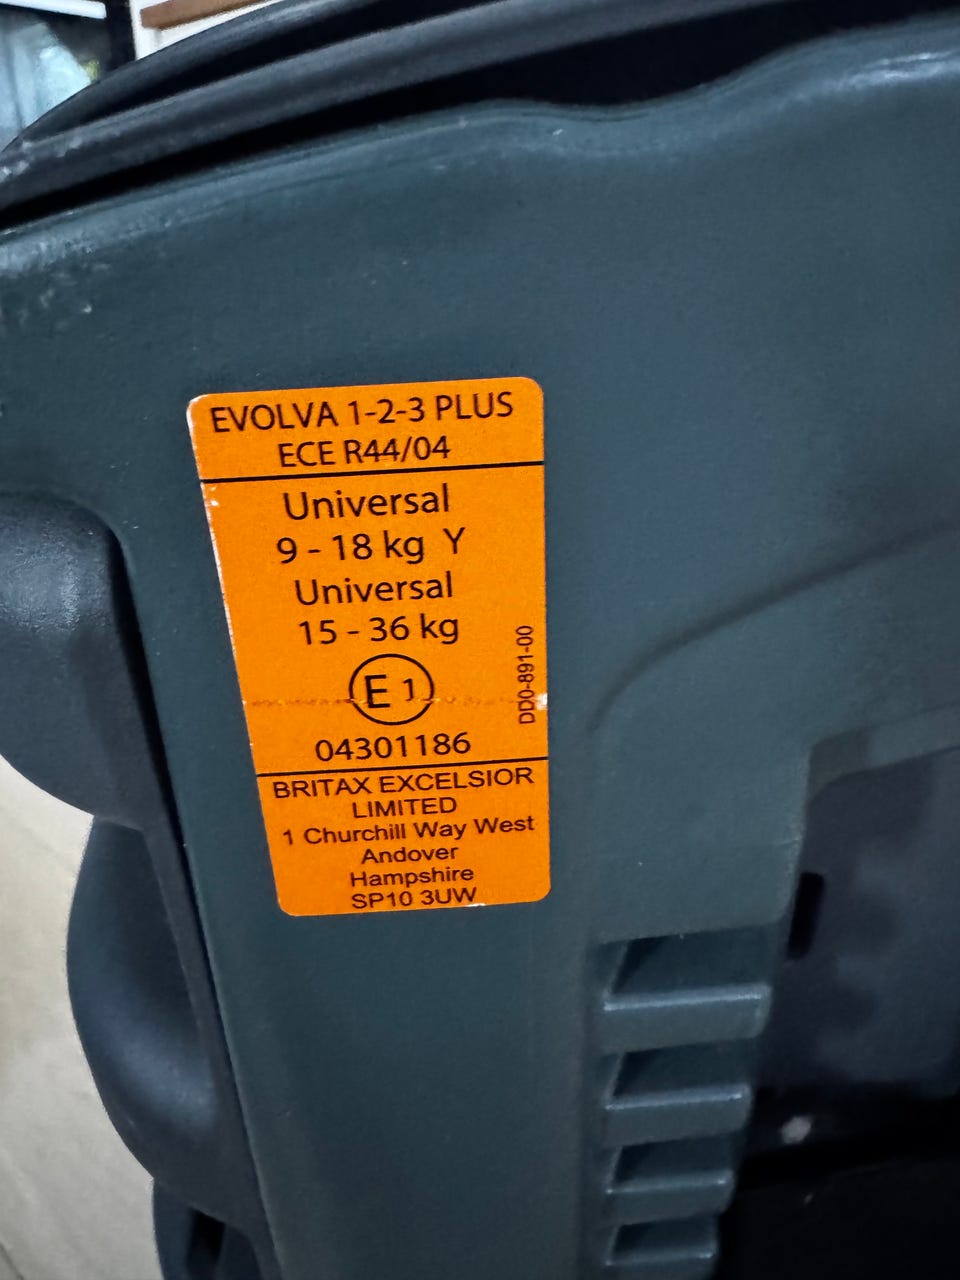 EVOLVA 1-2-3 PLUS
ECE R44/04
Universal
9 - 18 kg Y
Universal
15 - 36 kg
E 1
DD0-891-00
04301186
BRITAX EXCELSIOR
LIMITED
1 Churchill Way West
Andover
Hampshire
SP10 3UW